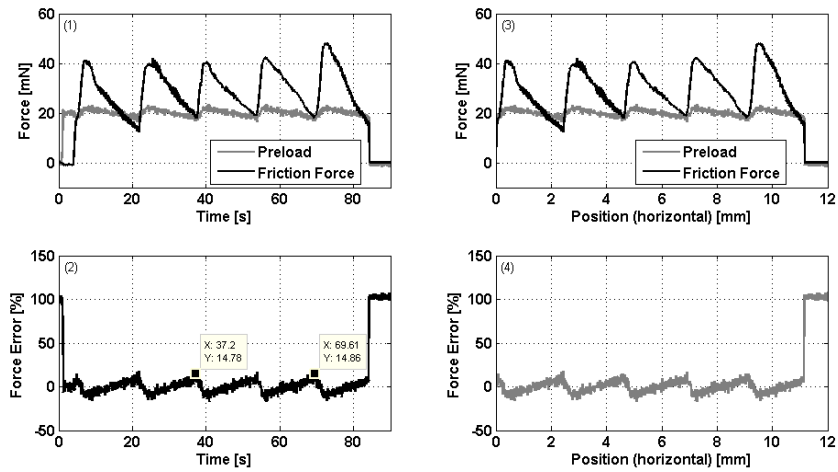 (1)
60
40
20
0
Force [mN]
Preload
Friction Force
0 20 40 60 80
Time [s]
(3)
60
40
20
0
Force [mN]
Preload
Friction Force
0 2 4 6 8 10 12
Position (horizontal) [mm]
(2)
150
100
50
0
-50
Force Error [%]
X: 37.2
Y: 14.78
X: 69.61
Y: 14.86
0 20 40 60 80
Time [s]
(4)
150
100
50
0
-50
Force Error [%]
0 2 4 6 8 10 12
Position (horizontal) [mm]